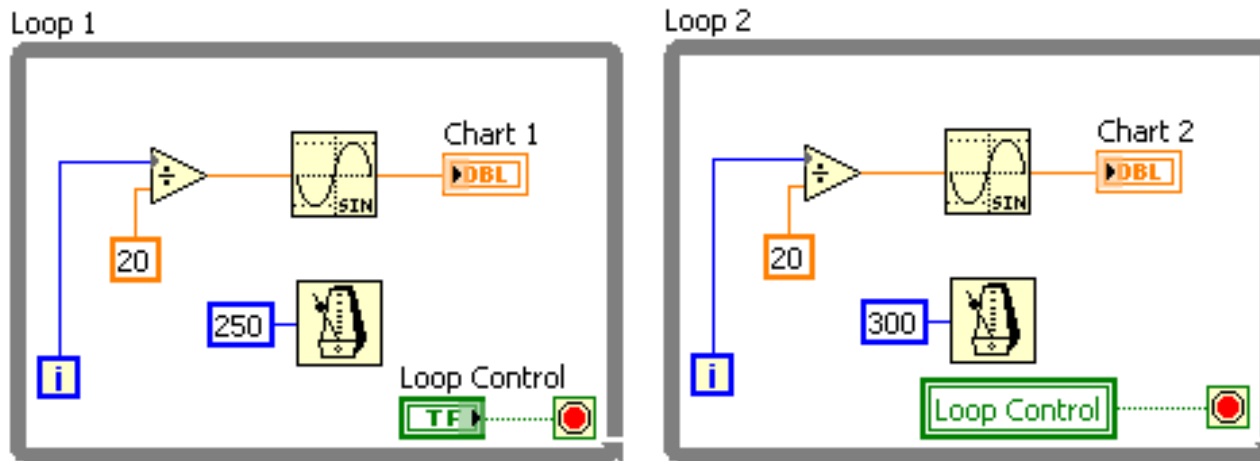 Loop 1
Chart 1
DBL
SIN
20
250
i
Loop Control
TF
Loop 2
Chart 2
DBL
SIN
20
300
i
Loop Control